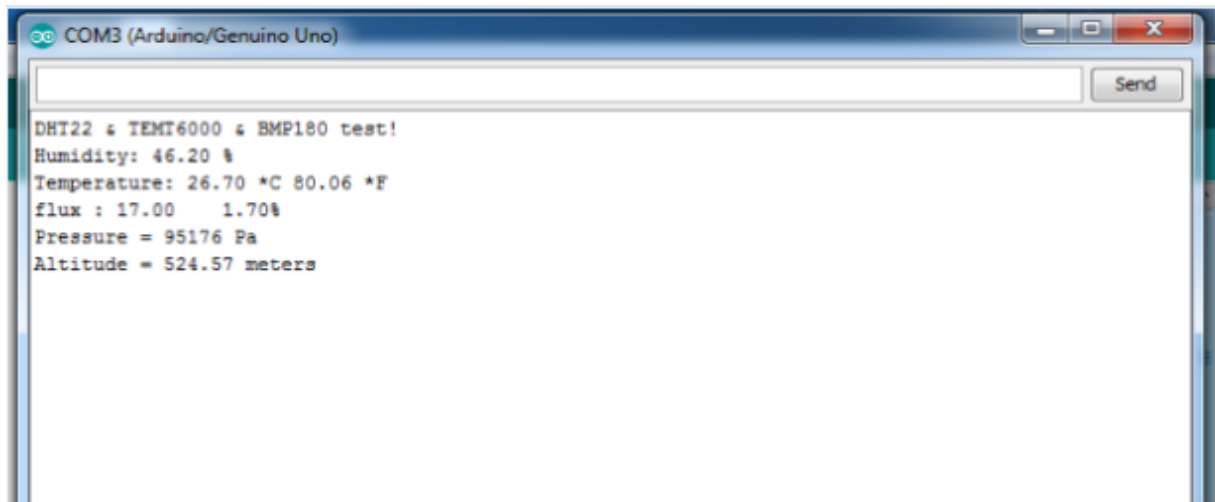 COM3 (Arduino/Genuino Uno)
Send
DHT22 & TEMT6000 & BMP180 test!
Humidity: 46.20 %
Temperature: 26.70 *C 80.06 *F
flux : 17.00    1.70%
Pressure = 95176 Pa
Altitude = 524.57 meters